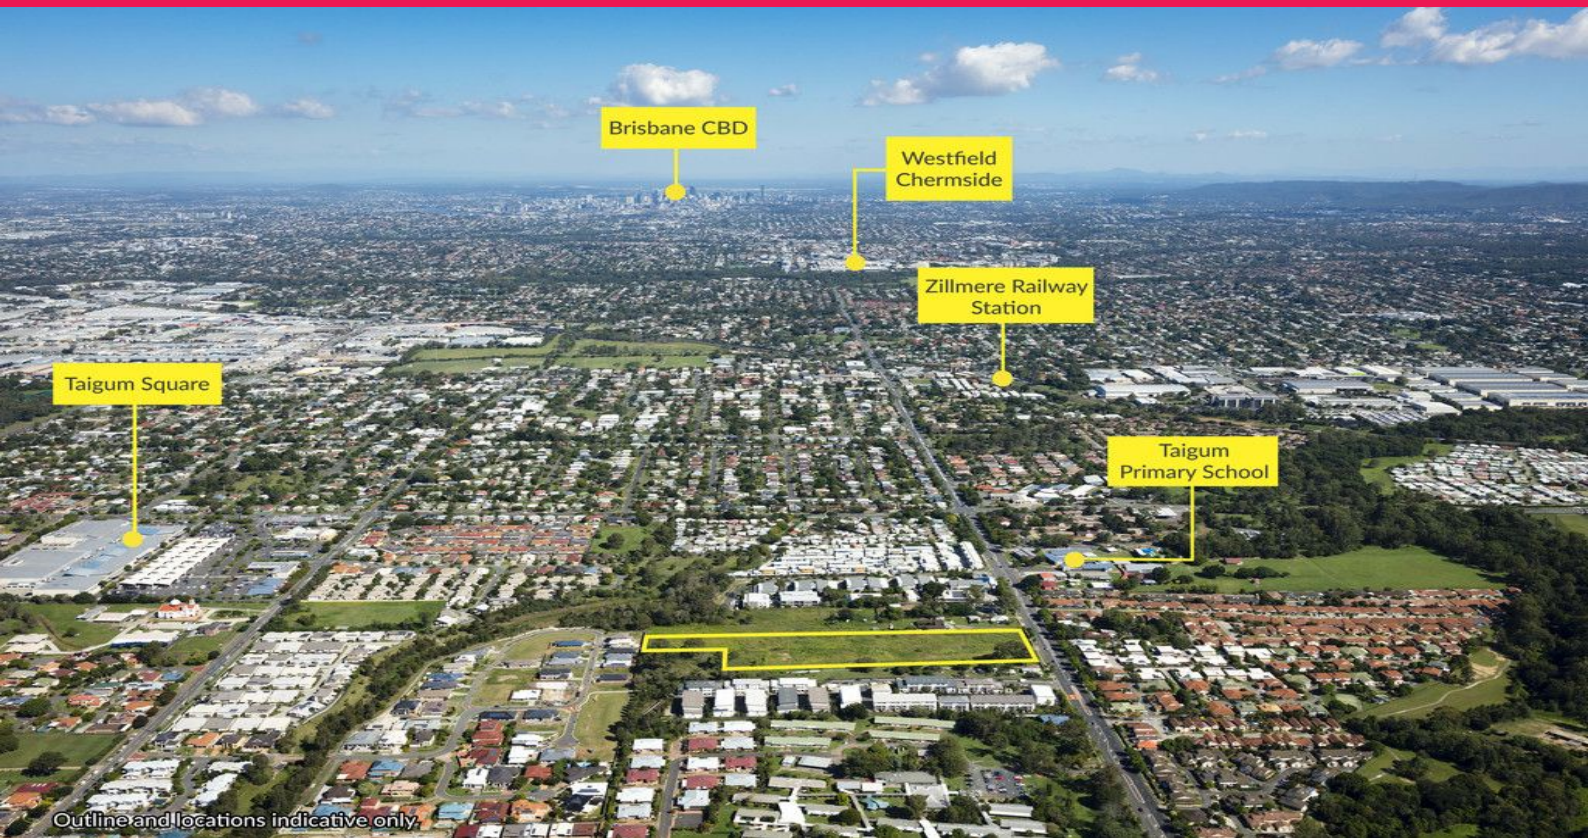 Brisbane CBD
Westfield
Chermside
Zillmere Railway
Station
Taigum Square
Taigum
Primary School
Outline and locations indicative only.